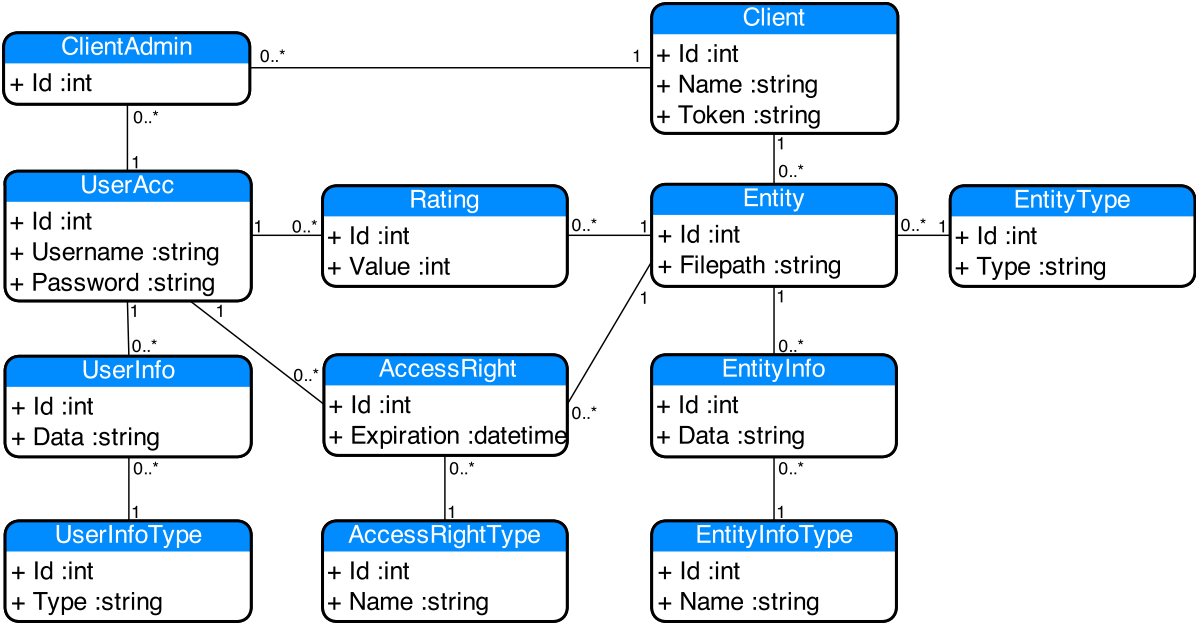 ClientAdmin
+ Id :int
0..*
1
Client
+ Id :int
+ Name :string
+ Token :string
0..*
1
1
0..*
UserAcc
+ Id :int
+ Username :string
+ Password :string
1
0..*
Rating
+ Id :int
+ Value :int
0..*
1
Entity
+ Id :int
+ Filepath :string
0..*
1
EntityType
+ Id :int
+ Type :string
1
0..*
1
0..*
1
0..*
1
0..*
UserInfo
+ Id :int
+ Data :string
AccessRight
+ Id :int
+ Expiration :datetime
EntityInfo
+ Id :int
+ Data :string
0..*
1
0..*
1
0..*
1
UserInfoType
+ Id :int
+ Type :string
AccessRightType
+ Id :int
+ Name :string
EntityInfoType
+ Id :int
+ Name :string